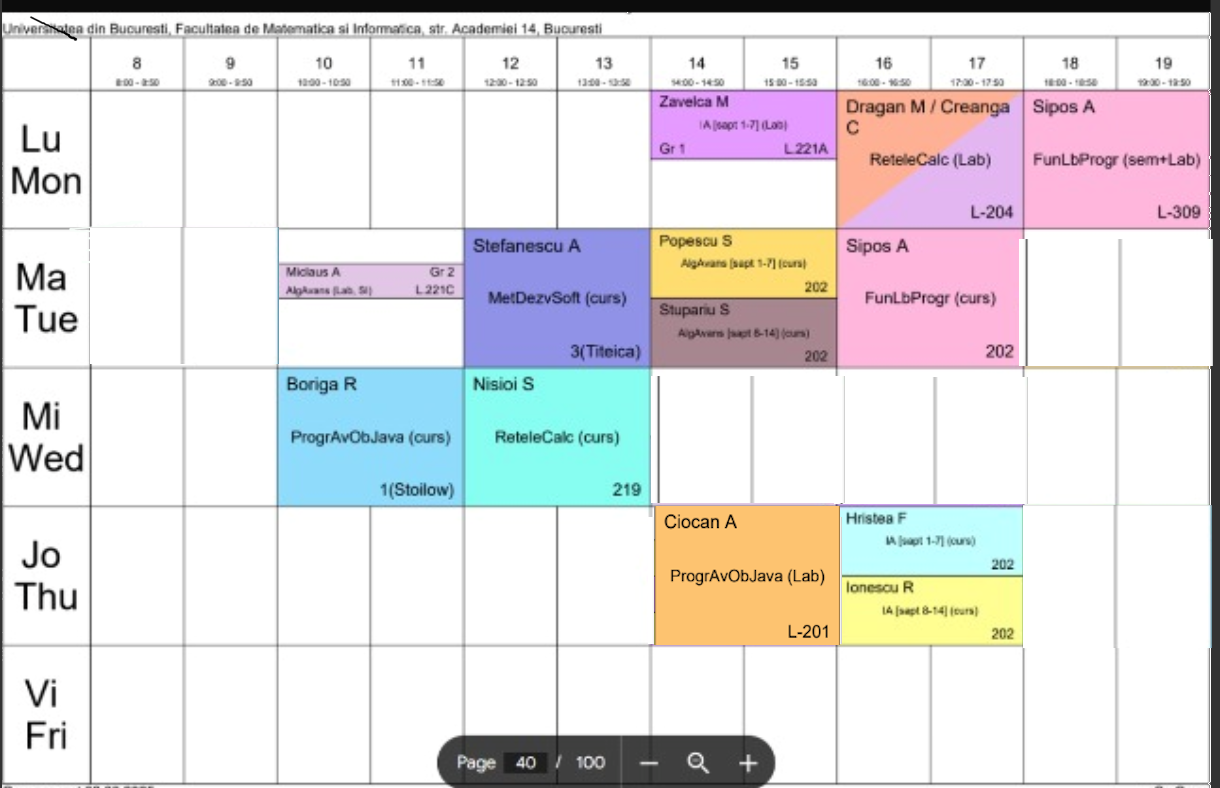 Universitatea din Bucuresti, Facultatea de Matematica si Informatica, str. Academiei 14, Bucuresti
8 9 10 11 12 13 14 15 16 17 18 19
8:00 - 8:50 9:00 - 9:50 10:00 - 10:50 11:00 - 11:50 12:00 - 12:50 13:00 - 13:50 14:00 - 14:50 15:00 - 15:50 16:00 - 16:50 17:00 - 17:50 18:00 - 18:50 19:00 - 19:50
Lu
Mon
Zavelca M
IA [sapt 1-7] (Lab)
Gr 1 L.221A
Dragan M / Creanga
C
ReteleCalc (Lab)
L-204
Sipos A
FunLbProgr (sem+Lab)
L-309
Ma
Tue
Miclaus A Gr 2
AlgAvans (Lab, SI) L.221C
Stefanescu A
MetDezvSoft (curs)
3(Titeica)
Popescu S
AlgAvans [sapt 1-7] (curs)
202
Stupariu S
AlgAvans [sapt 8-14] (curs)
202
Sipos A
FunLbProgr (curs)
202
Mi
Wed
Boriga R
ProgrAvObJava (curs)
1(Stoilow)
Nisioi S
ReteleCalc (curs)
219
Jo
Thu
Ciocan A
ProgrAvObJava (Lab)
L-201
Hristea F
IA [sapt 1-7] (curs)
202
Ionescu R
IA [sapt 8-14] (curs)
202
Vi
Fri
Page 40 / 100